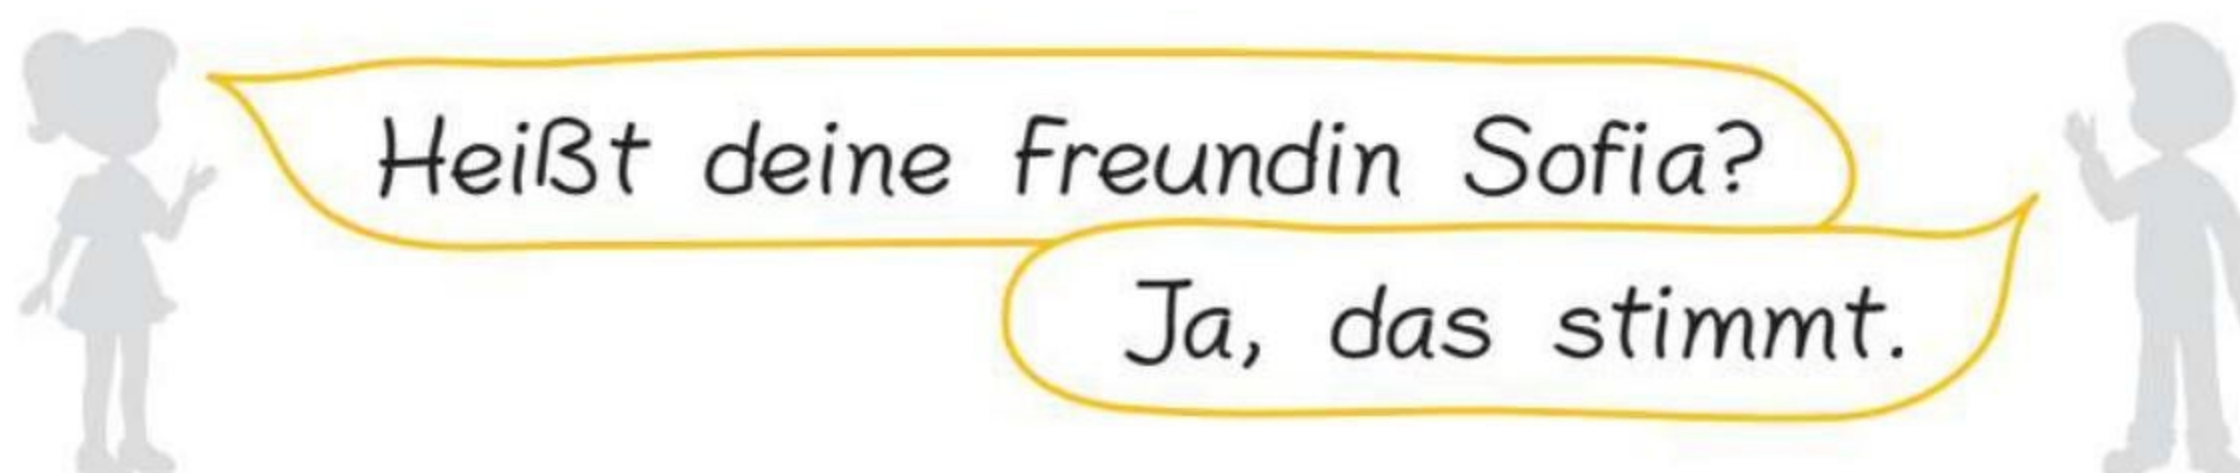 Heißt deine Freundin Sofia?
Ja, das stimmt.